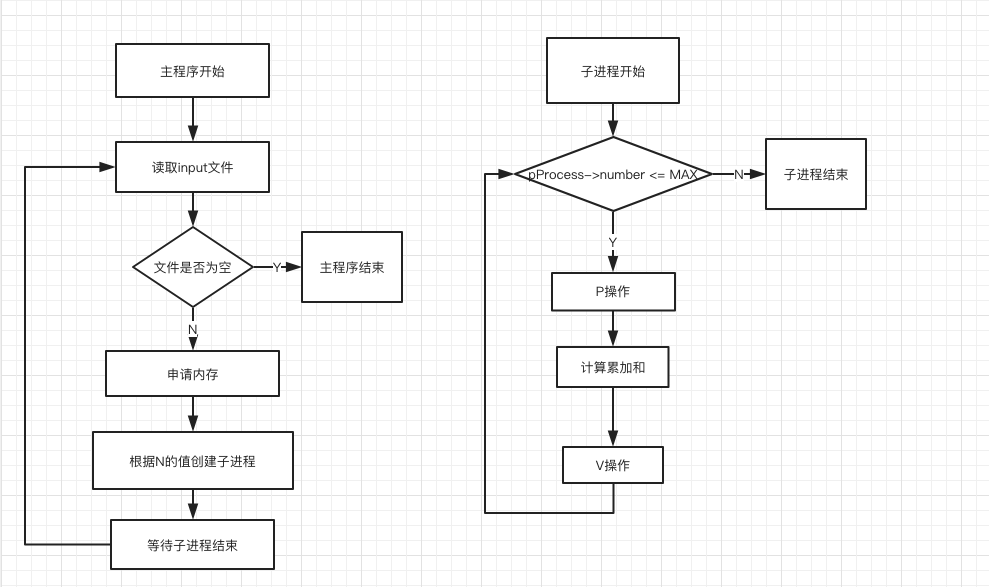 主程序开始
读取input文件
文件是否为空
Y
主程序结束
N
申请内存
根据N的值创建子进程
等待子进程结束
子进程开始
pProcess->number <= MAX
N
子进程结束
Y
P操作
计算累加和
V操作